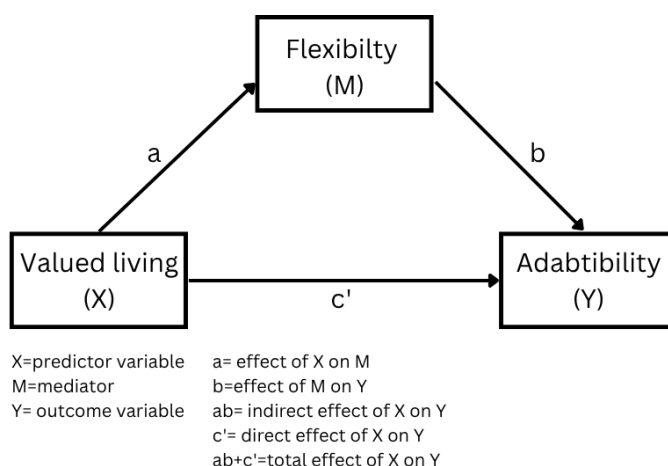 Flexibilty
(M)
a
b
Valued living
(X)
c'
Adabtibility
(Y)
X=predictor variable
M=mediator
Y= outcome variable
a= effect of X on M
b=effect of M on Y
ab= indirect effect of X on Y
c'= direct effect of X on Y
ab+c'=total effect of X on Y